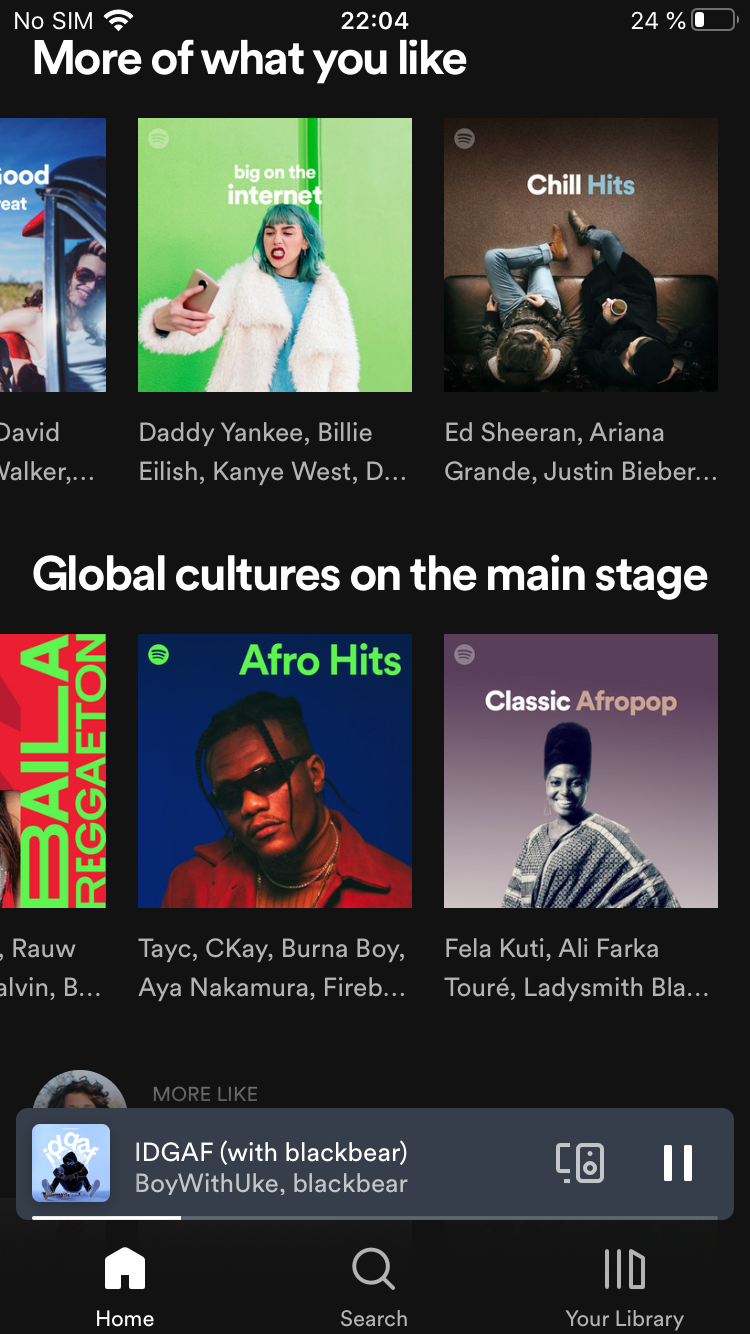 No SIM 22:04 24 %
More of what you like
Good
reat
big on the
internet
Chill Hits
David
Walker,...
Daddy Yankee, Billie
Eilish, Kanye West, D...
Ed Sheeran, Ariana
Grande, Justin Bieber...
Global cultures on the main stage
BAILA
REGGAETON
Afro Hits
Classic Afropop
, Rauw
alvin, B...
Tayc, CKay, Burna Boy,
Aya Nakamura, Fireb...
Fela Kuti, Ali Farka
Touré, Ladysmith Bla...
MORE LIKE
idgaf
IDGAF (with blackbear)
BoyWithUke, blackbear
Home
Search
Your Library